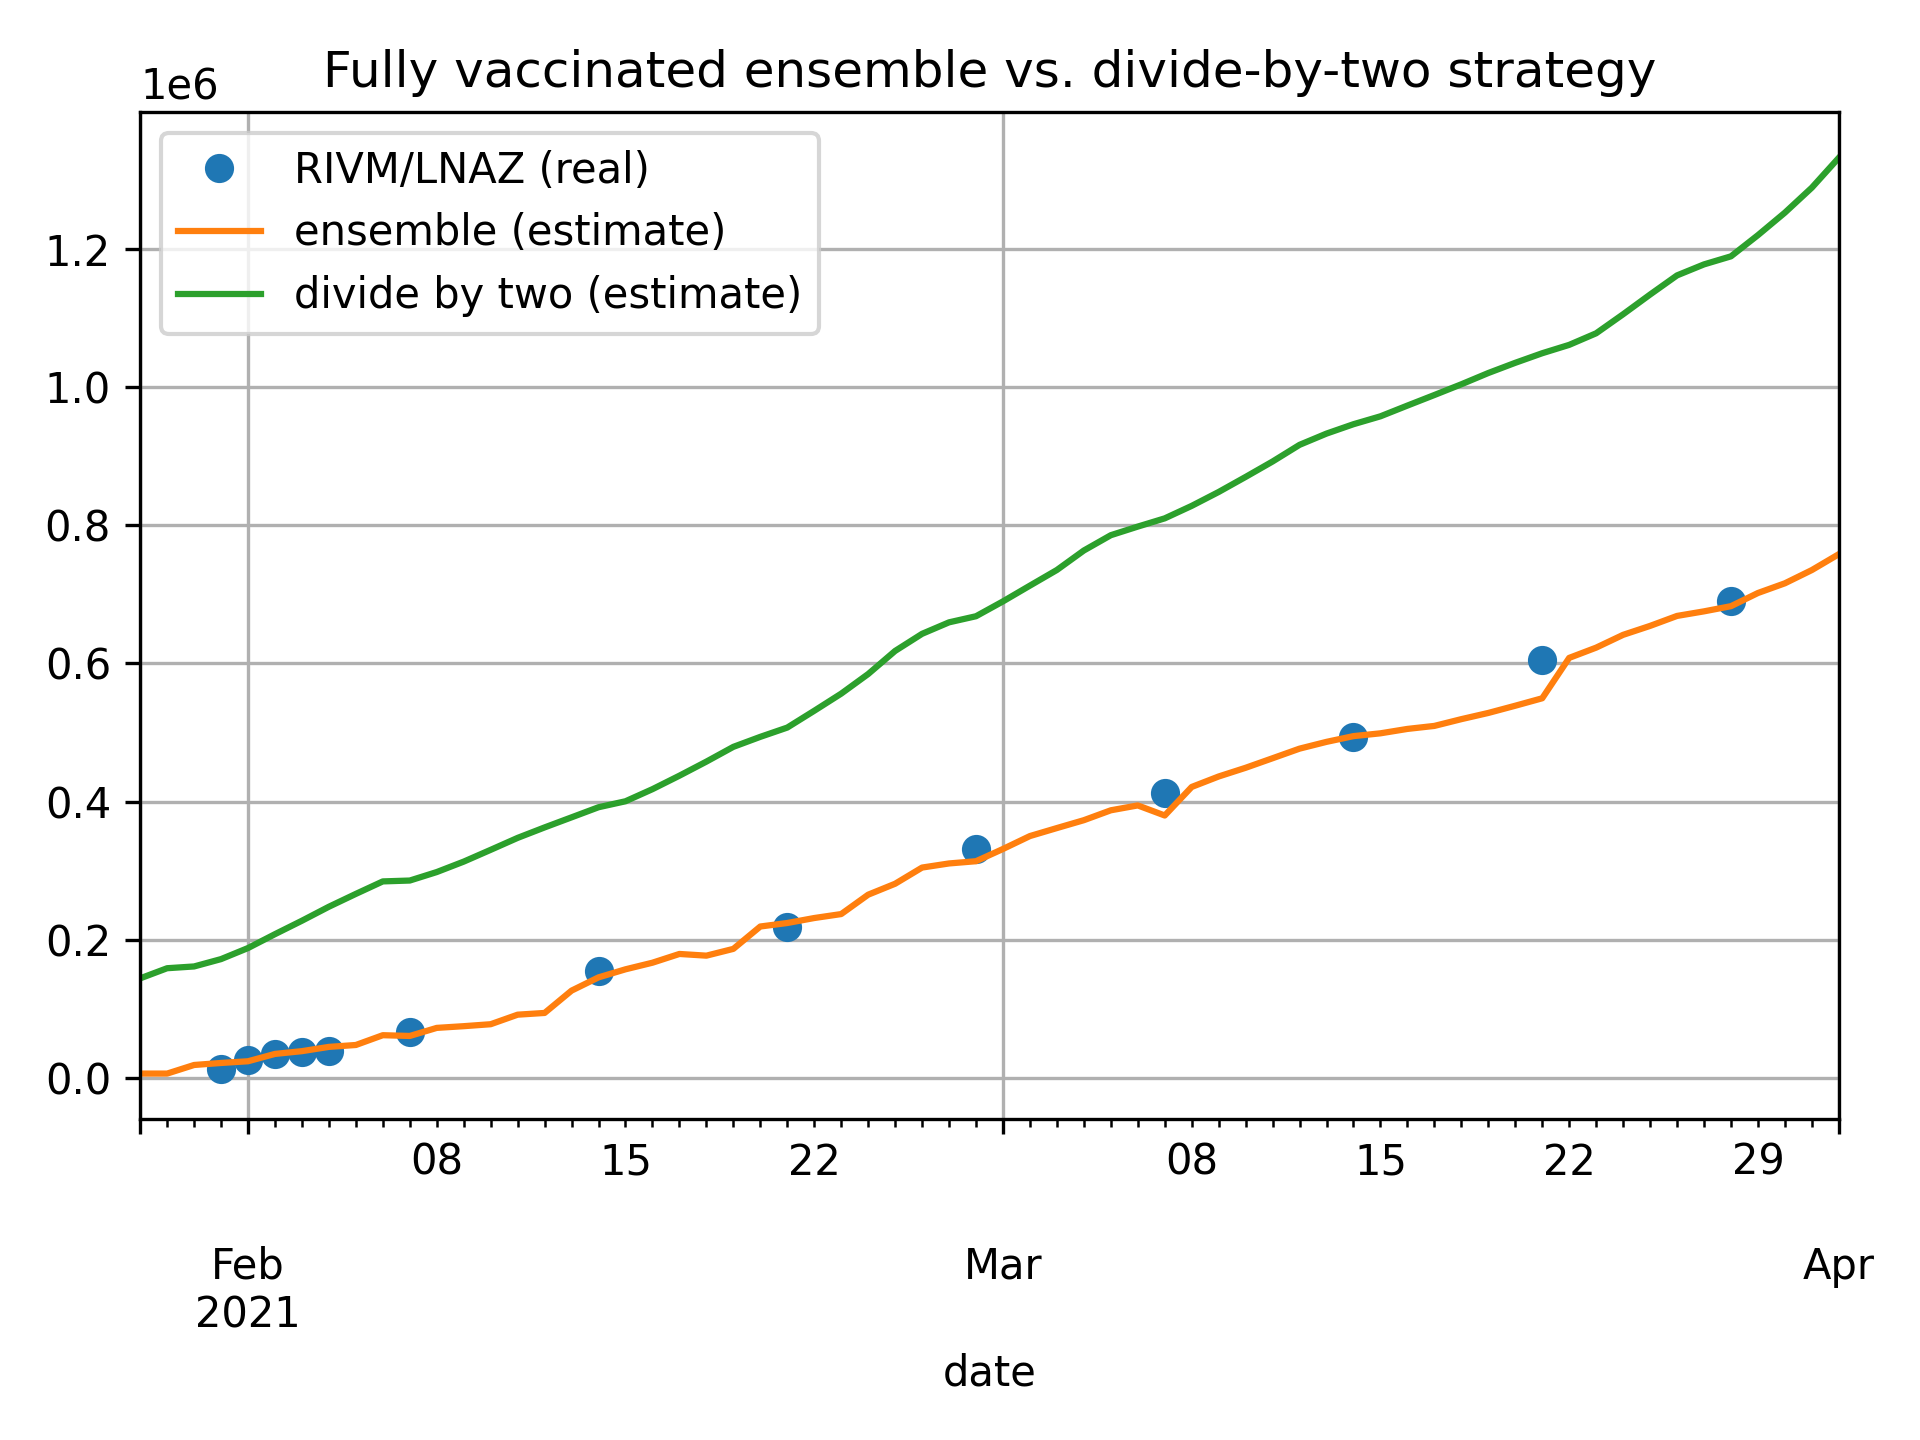 Fully vaccinated ensemble vs. divide-by-two strategy
1e6
RIVM/LNAZ (real)
ensemble (estimate)
divide by two (estimate)
1.2
1.0
0.8
0.6
0.4
0.2
0.0
08 15 22 08 15 22 29
Feb Mar Apr
2021
date